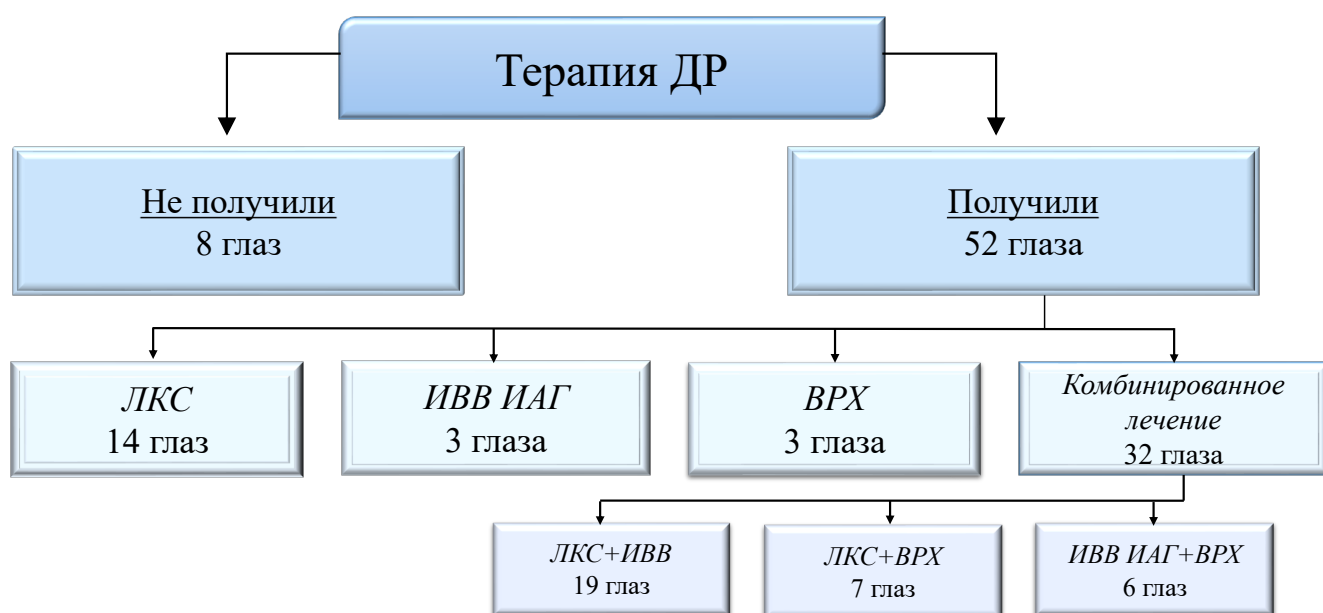 Терапия ДР
Не получили
8 глаз
Получили
52 глаза
ЛКС
14 глаз
ИВВ ИАГ
3 глаза
ВРХ
3 глаза
Комбинированное
лечение
32 глаза
ЛКС+ИВВ
19 глаз
ЛКС+ВРХ
7 глаз
ИВВ ИАГ+ВРХ
6 глаз